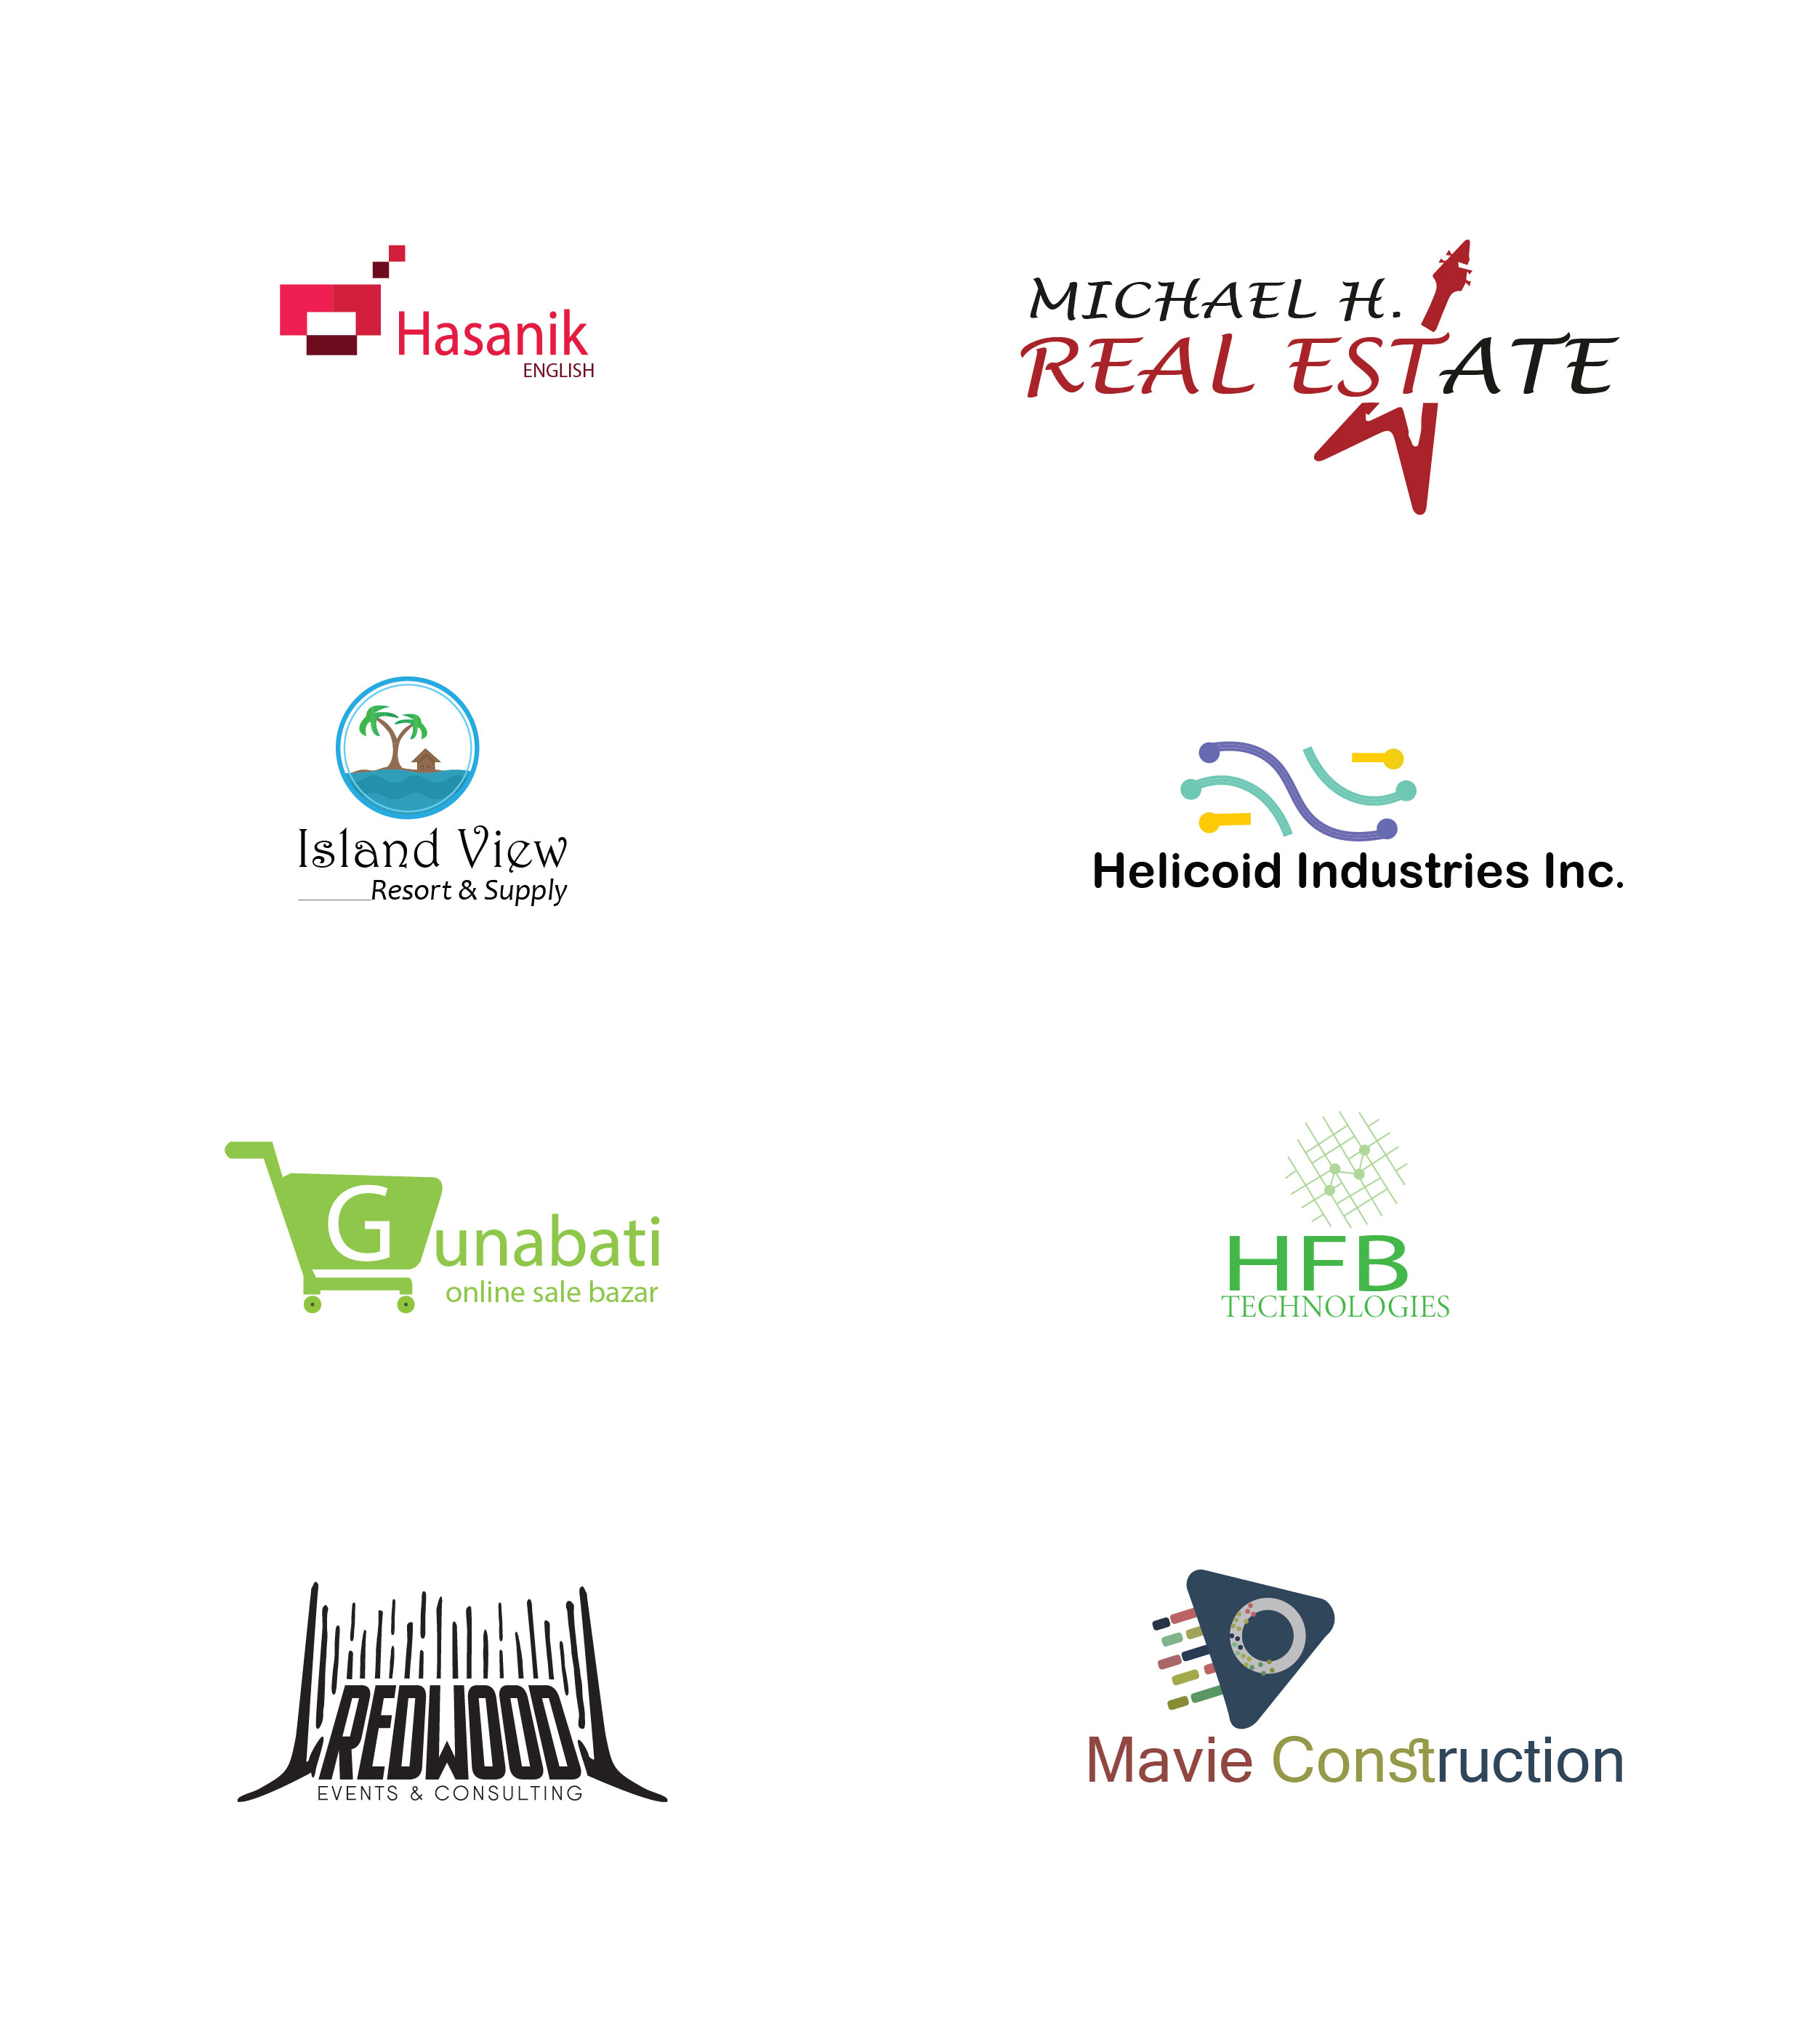 Hasanik
ENGLISH
MICHAEL H.
REAL ESTATE
Island View
Resort & Supply
Helicoid Industries Inc.
Gunabati
online sale bazar
HFB
TECHNOLOGIES
REDWOOD
EVENTS & CONSULTING
Mavie Construction